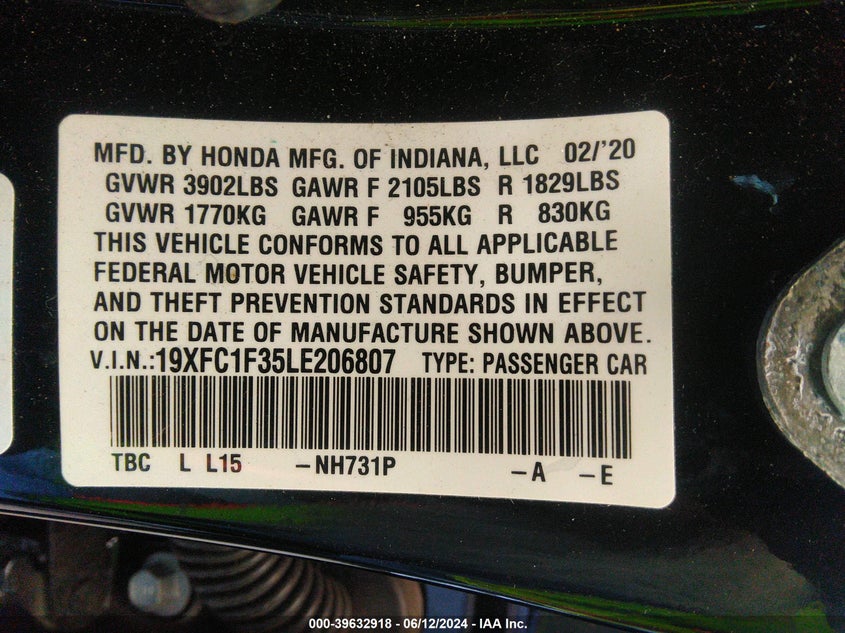 MFD. BY HONDA MFG. OF INDIANA, LLC 02/'20
GVWR 3902LBS GAWR F 2105LBS R 1829LBS
GVWR 1770KG GAWR F 955KG R 830KG
THIS VEHICLE CONFORMS TO ALL APPLICABLE
FEDERAL MOTOR VEHICLE SAFETY, BUMPER,
AND THEFT PREVENTION STANDARDS IN EFFECT
ON THE DATE OF MANUFACTURE SHOWN ABOVE.
V.I.N.:19XFC1F35LE206807 TYPE: PASSENGER CAR
TBC L L15 -NH731P -A -E
000-39632918 - 06/12/2024 - IAA Inc.